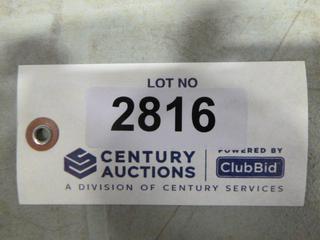 LOT NO
2816
CENTURY
AUCTIONS
POWERED BY
ClubBid
A DIVISION OF CENTURY SERVICES